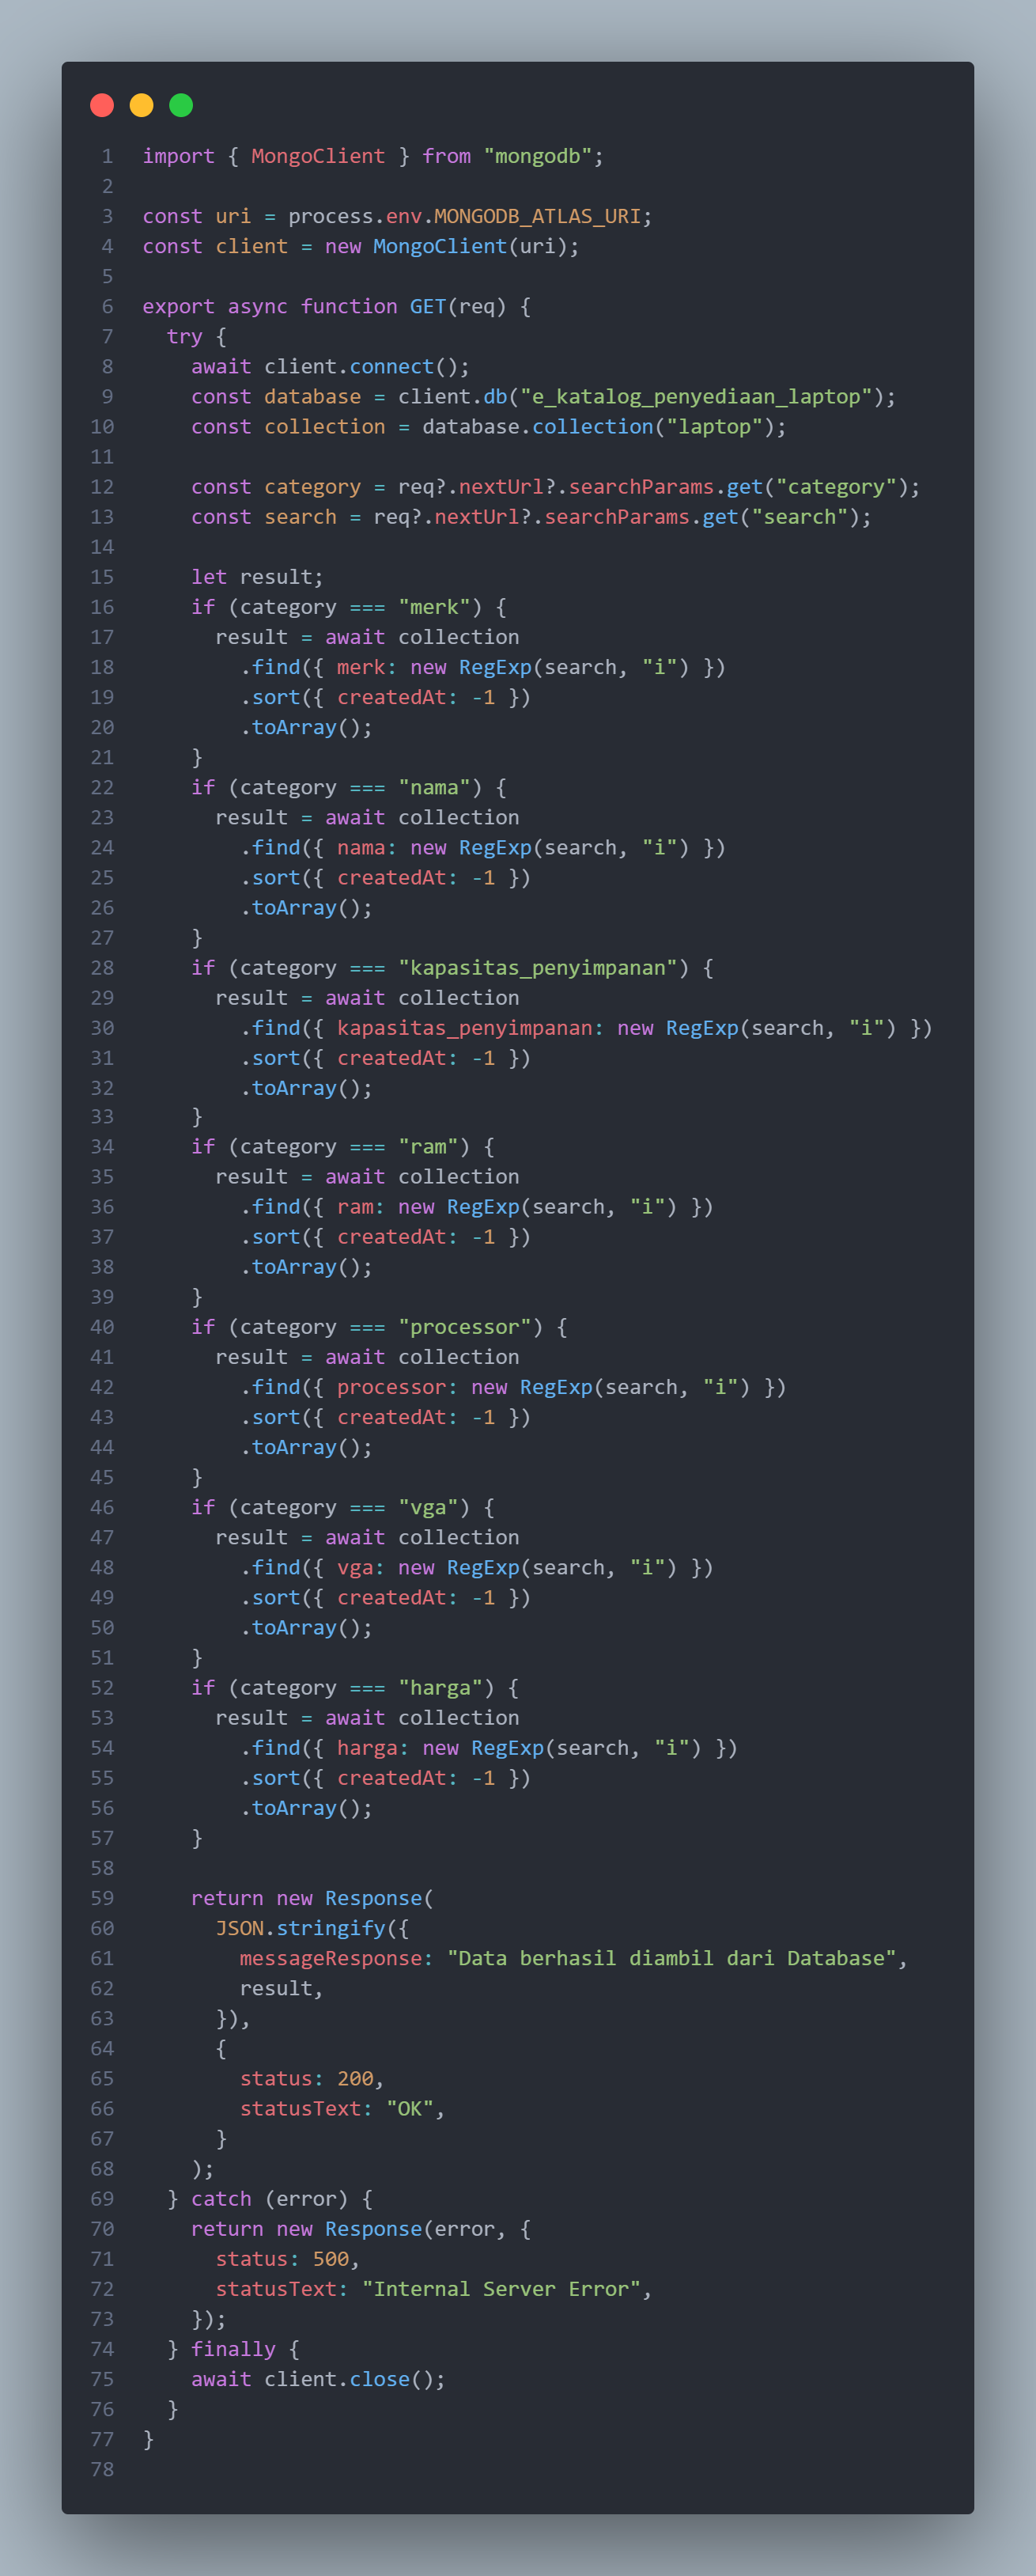 1 import { MongoClient } from "mongodb";
2
3 const uri = process.env.MONGODB_ATLAS_URI;
4 const client = new MongoClient(uri);
5
6 export async function GET(req) {
7   try {
8     await client.connect();
9     const database = client.db("e_katalog_penyediaan_laptop");
10     const collection = database.collection("laptop");
11
12     const category = req?.nextUrl?.searchParams.get("category");
13     const search = req?.nextUrl?.searchParams.get("search");
14
15     let result;
16     if (category === "merk") {
17       result = await collection
18         .find({ merk: new RegExp(search, "i") })
19         .sort({ createdAt: -1 })
20         .toArray();
21     }
22     if (category === "nama") {
23       result = await collection
24         .find({ nama: new RegExp(search, "i") })
25         .sort({ createdAt: -1 })
26         .toArray();
27     }
28     if (category === "kapasitas_penyimpanan") {
29       result = await collection
30         .find({ kapasitas_penyimpanan: new RegExp(search, "i") })
31         .sort({ createdAt: -1 })
32         .toArray();
33     }
34     if (category === "ram") {
35       result = await collection
36         .find({ ram: new RegExp(search, "i") })
37         .sort({ createdAt: -1 })
38         .toArray();
39     }
40     if (category === "processor") {
41       result = await collection
42         .find({ processor: new RegExp(search, "i") })
43         .sort({ createdAt: -1 })
44         .toArray();
45     }
46     if (category === "vga") {
47       result = await collection
48         .find({ vga: new RegExp(search, "i") })
49         .sort({ createdAt: -1 })
50         .toArray();
51     }
52     if (category === "harga") {
53       result = await collection
54         .find({ harga: new RegExp(search, "i") })
55         .sort({ createdAt: -1 })
56         .toArray();
57     }
58
59     return new Response(
60       JSON.stringify({
61         messageResponse: "Data berhasil diambil dari Database",
62         result,
63       }),
64       {
65         status: 200,
66         statusText: "OK",
67       }
68     );
69   } catch (error) {
70     return new Response(error, {
71       status: 500,
72       statusText: "Internal Server Error",
73     });
74   } finally {
75     await client.close();
76   }
77 }
78